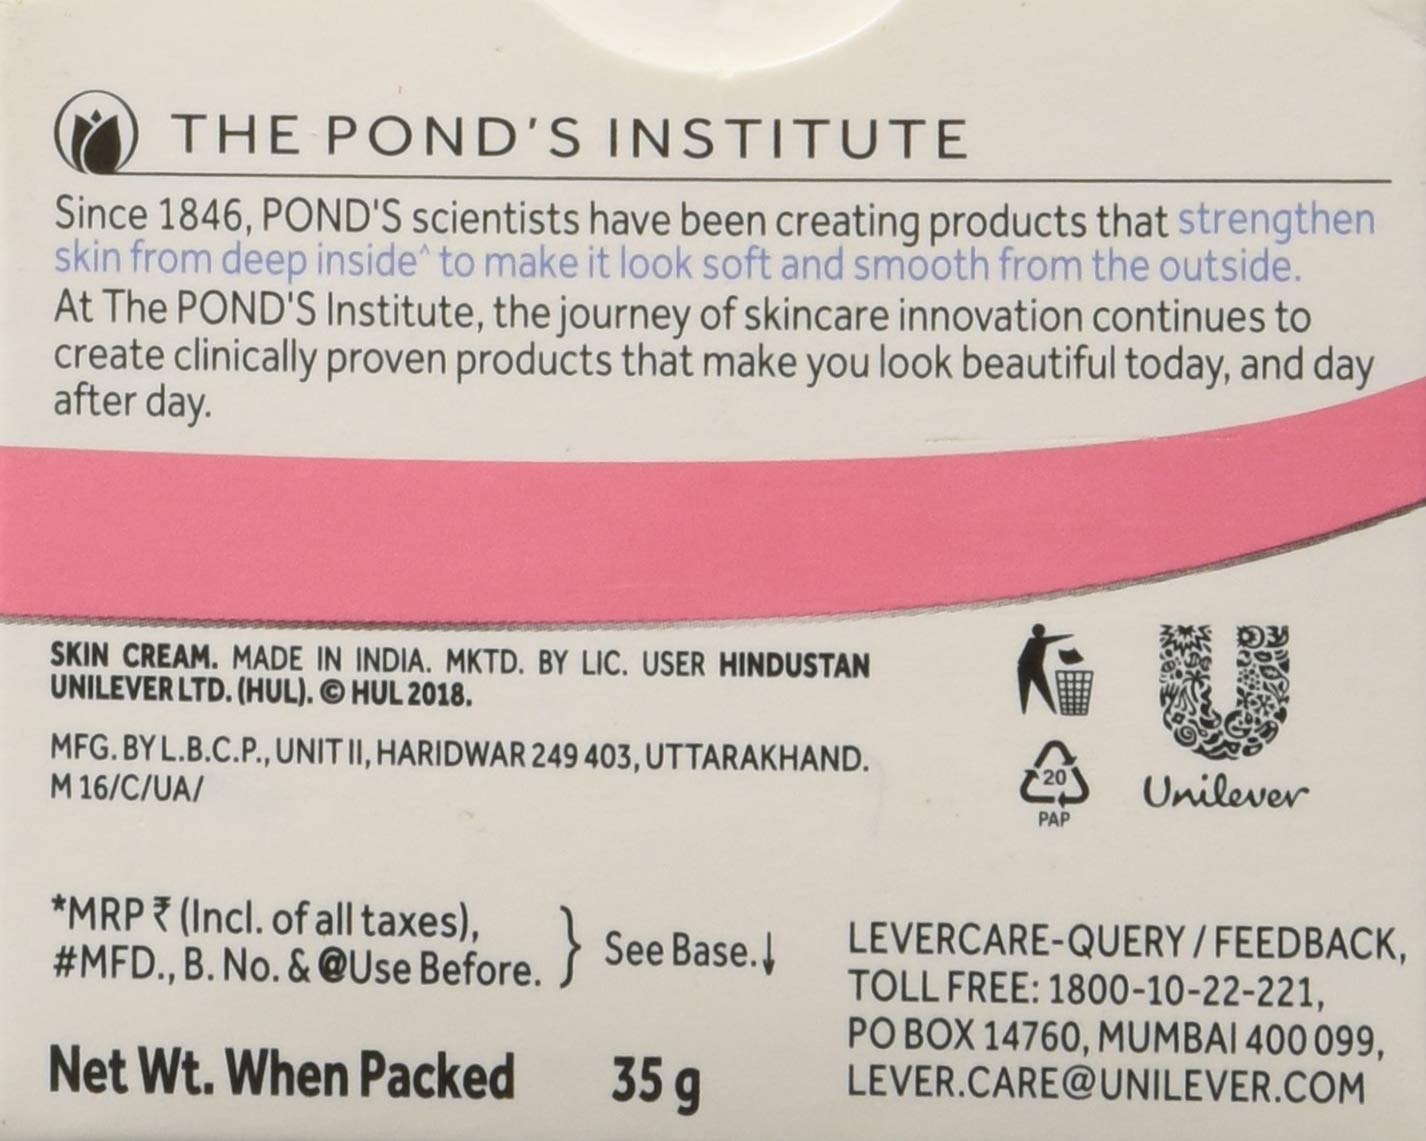 THE POND'S INSTITUTE
Since 1846, POND'S scientists have been creating products that strengthen
skin from deep inside^ to make it look soft and smooth from the outside.
At The POND'S Institute, the journey of skincare innovation continues to
create clinically proven products that make you look beautiful today, and day
after day.
SKIN CREAM. MADE IN INDIA. MKTD. BY LIC. USER HINDUSTAN
UNILEVER LTD. (HUL). © HUL 2018.
MFG. BY L.B.C.P., UNIT II, HARIDWAR 249 403, UTTARAKHAND.
M 16/C/UA/
20
PAP
Unilever
*MRP ₹ (Incl. of all taxes),
#MFD., B. No. & @Use Before.
} See Base.↓
Net Wt. When Packed 35 g
LEVERCARE-QUERY / FEEDBACK,
TOLL FREE: 1800-10-22-221,
PO BOX 14760, MUMBAI 400 099,
LEVER.CARE@UNILEVER.COM